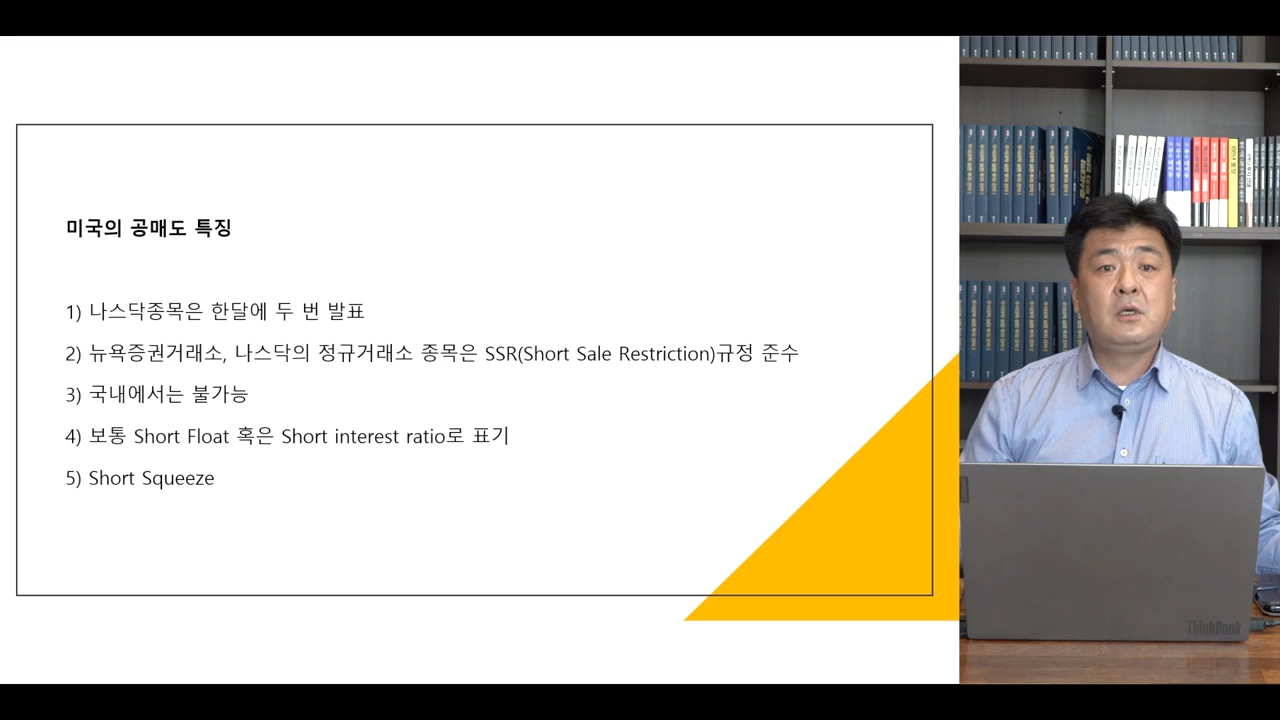 미국의 공매도 특징
1) 나스닥종목은 한달에 두 번 발표
2) 뉴욕증권거래소, 나스닥의 정규거래소 종목은 SSR(Short Sale Restriction)규정 준수
3) 국내에서는 불가능
4) 보통 Short Float 혹은 Short interest ratio로 표기
5) Short Squeeze
ThinkBook